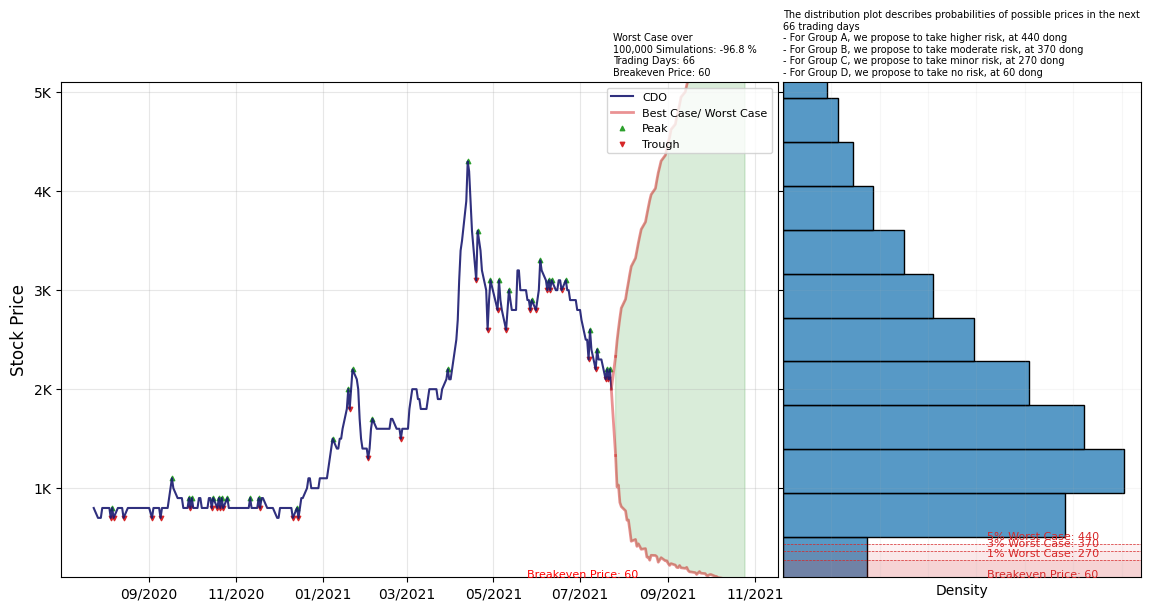 The distribution plot describes probabilities of possible prices in the next
66 trading days
- For Group A, we propose to take higher risk, at 440 dong
- For Group B, we propose to take moderate risk, at 370 dong
- For Group C, we propose to take minor risk, at 270 dong
- For Group D, we propose to take no risk, at 60 dong
Worst Case over
100,000 Simulations: -96.8 %
Trading Days: 66
Breakeven Price: 60
CDO
Best Case/ Worst Case
Peak
Trough
5K
4K
3K
2K
1K
Stock Price
Breakeven Price: 60
09/2020
11/2020
01/2021
03/2021
05/2021
07/2021
09/2021
11/2021
5% Worst Case: 440
3% Worst Case: 370
1% Worst Case: 270
Breakeven Price: 60
Density